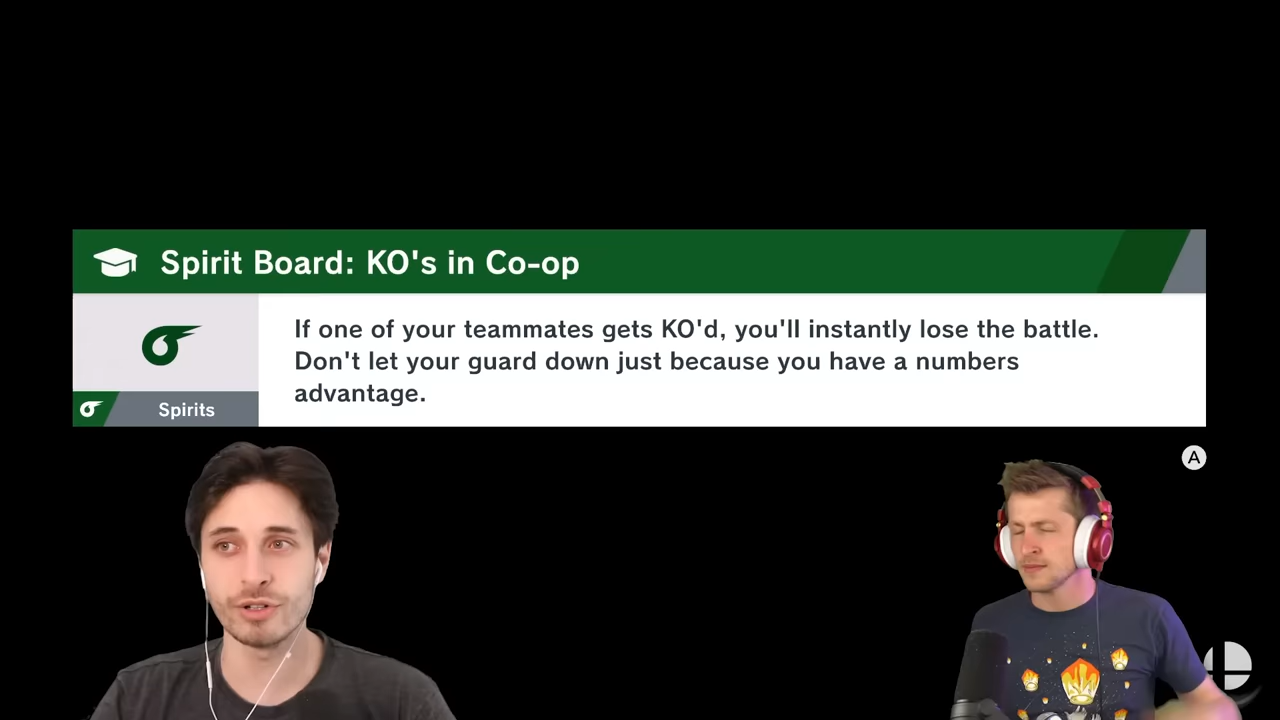 Spirit Board: KO's in Co-op
If one of your teammates gets KO'd, you'll instantly lose the battle.
Don't let your guard down just because you have a numbers
advantage.
Spirits
A